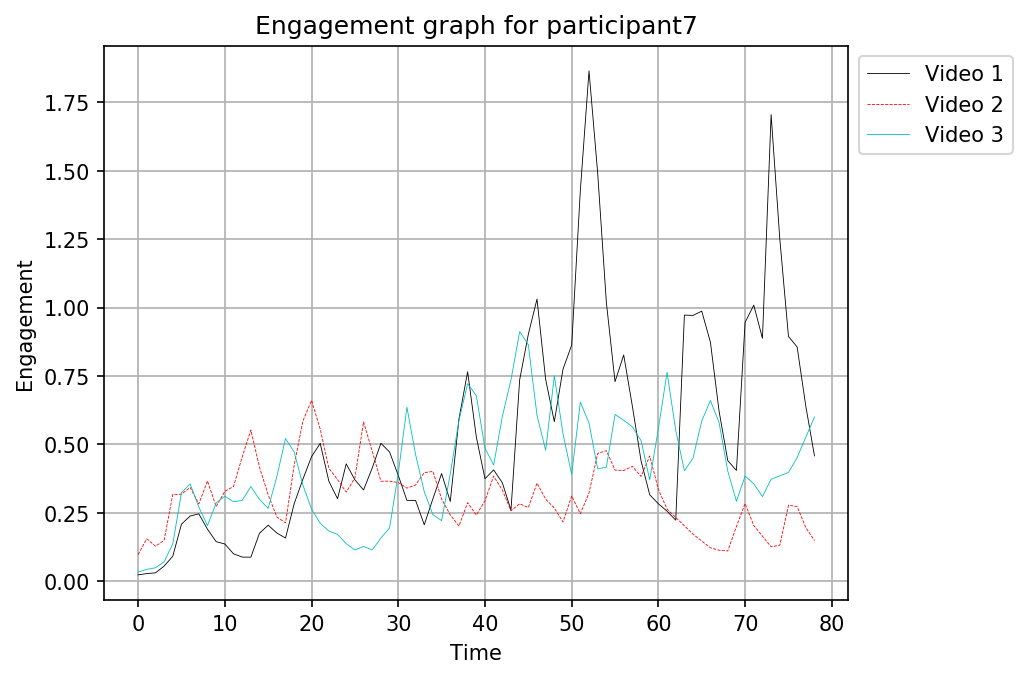 Engagement graph for participant7
Video 1
Video 2
Video 3
Engagement
1.75
1.50
1.25
1.00
0.75
0.50
0.25
0.00
0 10 20 30 40 50 60 70 80
Time